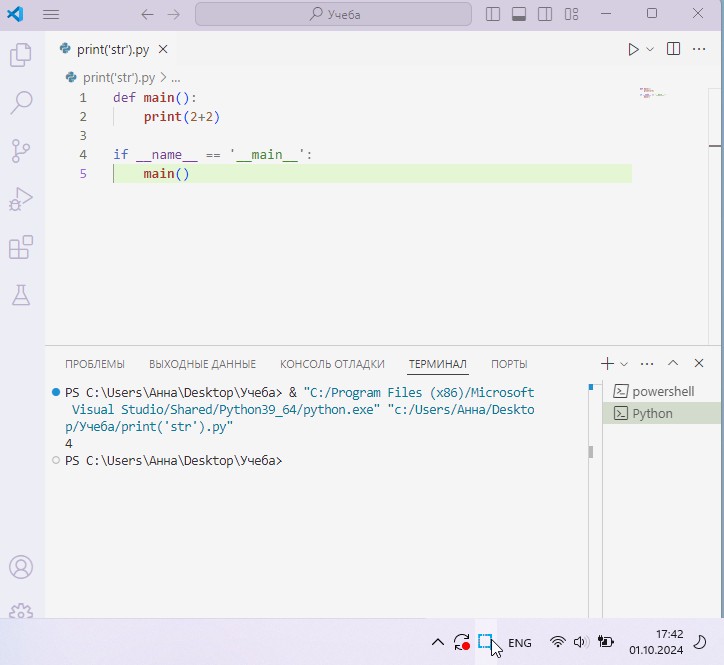 Учеба
print('str').py
print('str').py > ...
1 def main():
2     print(2+2)
3
4 if __name__ == '__main__':
5     main()
ПРОБЛЕМЫ ВЫХОДНЫЕ ДАННЫЕ КОНСОЛЬ ОТЛАДКИ ТЕРМИНАЛ ПОРТЫ
PS C:\Users\Анна\Desktop\Учеба> & "C:/Program Files (x86)/Microsoft
 Visual Studio/Shared/Python39_64/python.exe" "c:/Users/Анна/Deskto
p/Учеба/print('str').py"
4
PS C:\Users\Анна\Desktop\Учеба>
powershell
Python
ENG
17:42
01.10.2024